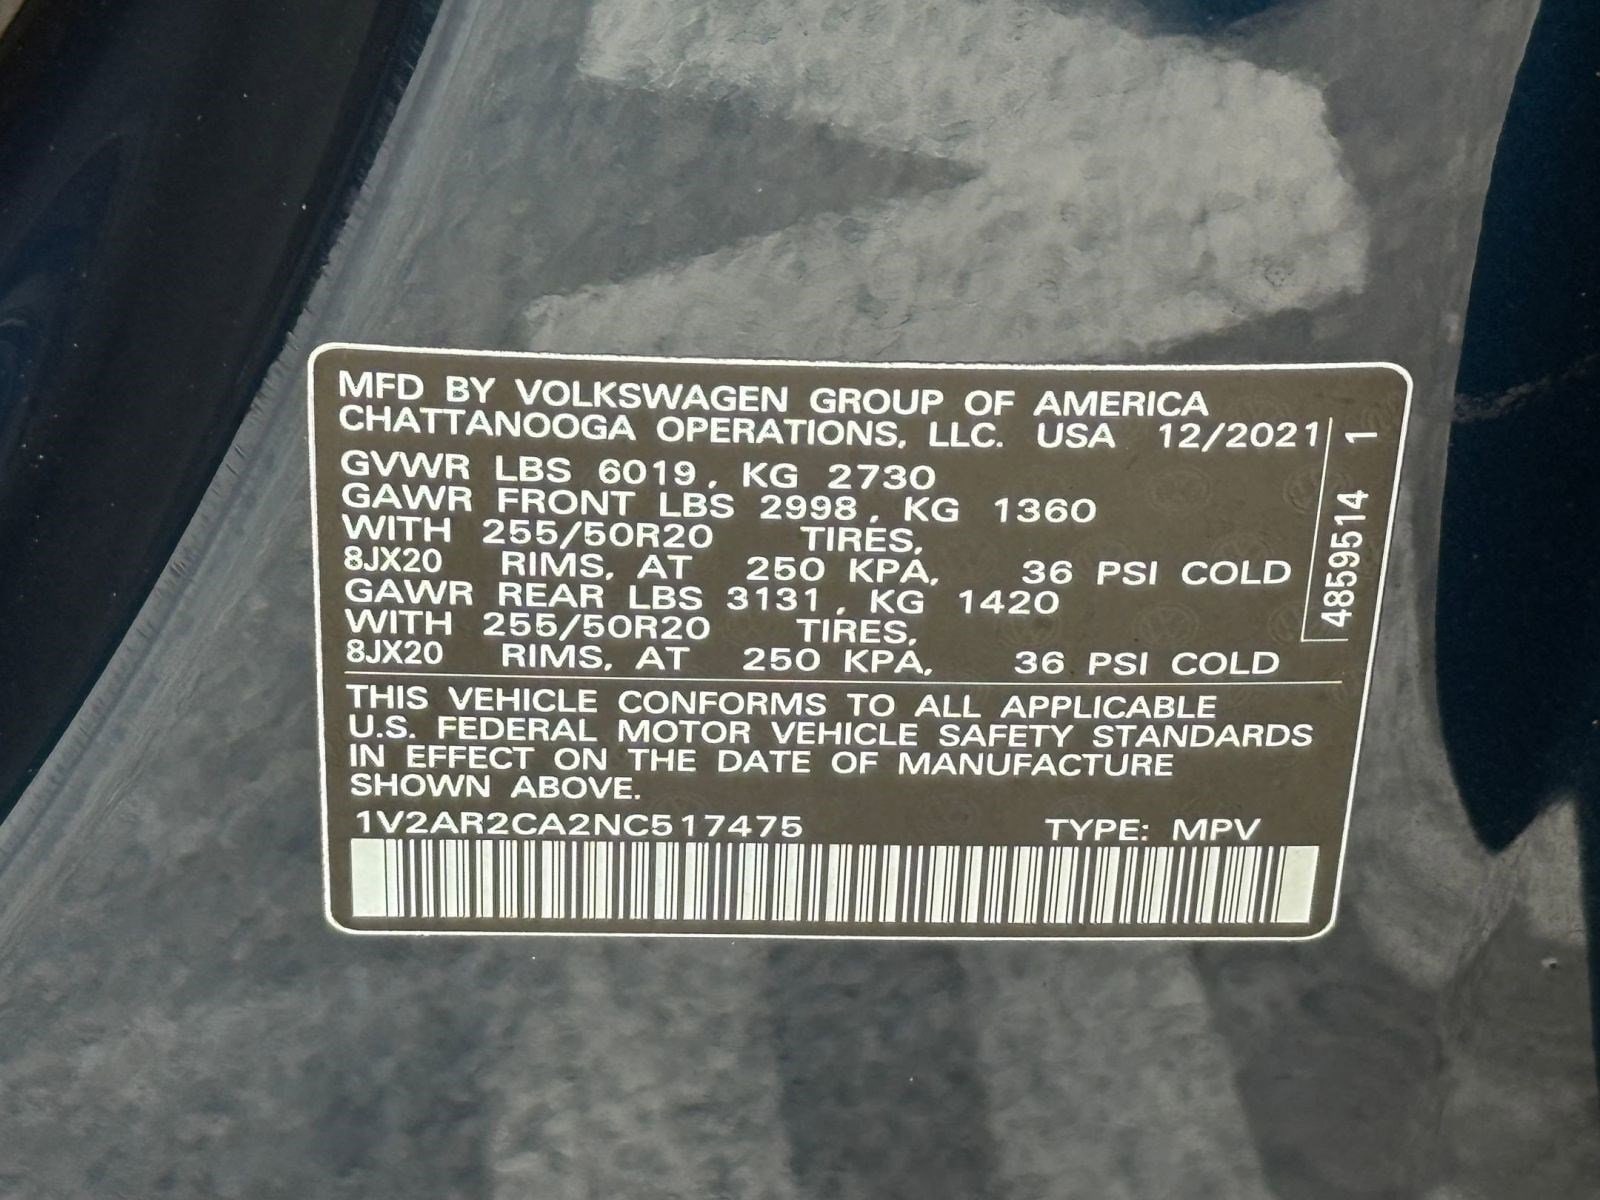 MFD BY VOLKSWAGEN GROUP OF AMERICA
CHATTANOOGA OPERATIONS, LLC. USA 12/2021
GVWR LBS 6019, KG 2730
GAWR FRONT LBS 2998, KG 1360
WITH 255/50R20 TIRES,
8JX20 RIMS, AT 250 KPA, 36 PSI COLD
GAWR REAR LBS 3131, KG 1420
WITH 255/50R20 TIRES,
8JX20 RIMS, AT 250 KPA, 36 PSI COLD
4859514 1
THIS VEHICLE CONFORMS TO ALL APPLICABLE
U.S. FEDERAL MOTOR VEHICLE SAFETY STANDARDS
IN EFFECT ON THE DATE OF MANUFACTURE
SHOWN ABOVE.
1V2AR2CA2NC517475 TYPE: MPV